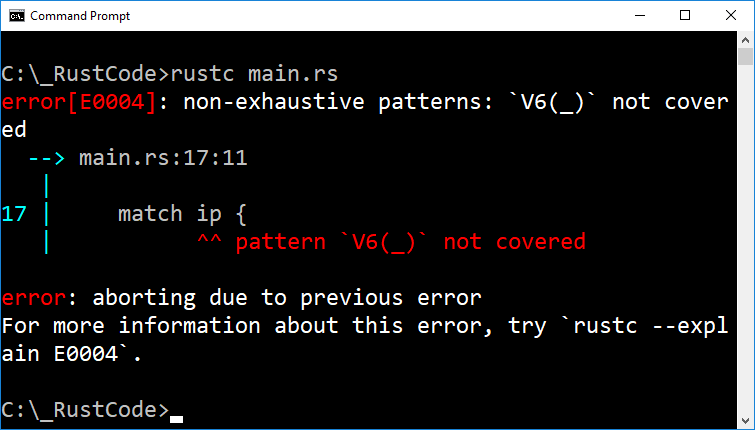 Command Prompt
C:\_RustCode>rustc main.rs
error[E0004]: non-exhaustive patterns: `V6(_)` not cover
ed
  --> main.rs:17:11
   |
17 |     match ip {
   |           ^^ pattern `V6(_)` not covered
error: aborting due to previous error
For more information about this error, try `rustc --expl
ain E0004`.
C:\_RustCode>